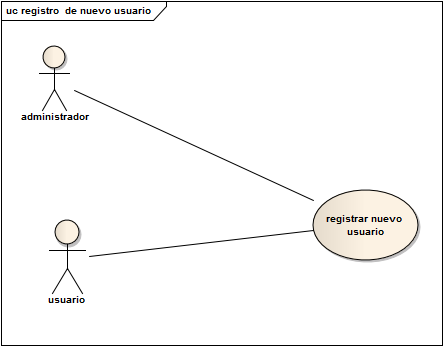 uc registro de nuevo usuario
administrador
registrar nuevo
usuario
usuario